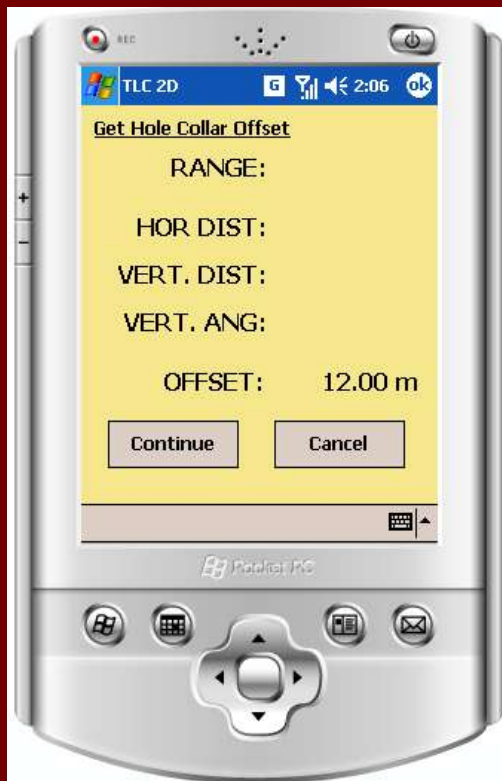 REC
TLC 2D G 2:06 ok
Get Hole Collar Offset
RANGE:
HOR DIST:
VERT. DIST:
VERT. ANG:
OFFSET: 12.00 m
Continue Cancel
Pocket PC
+
−